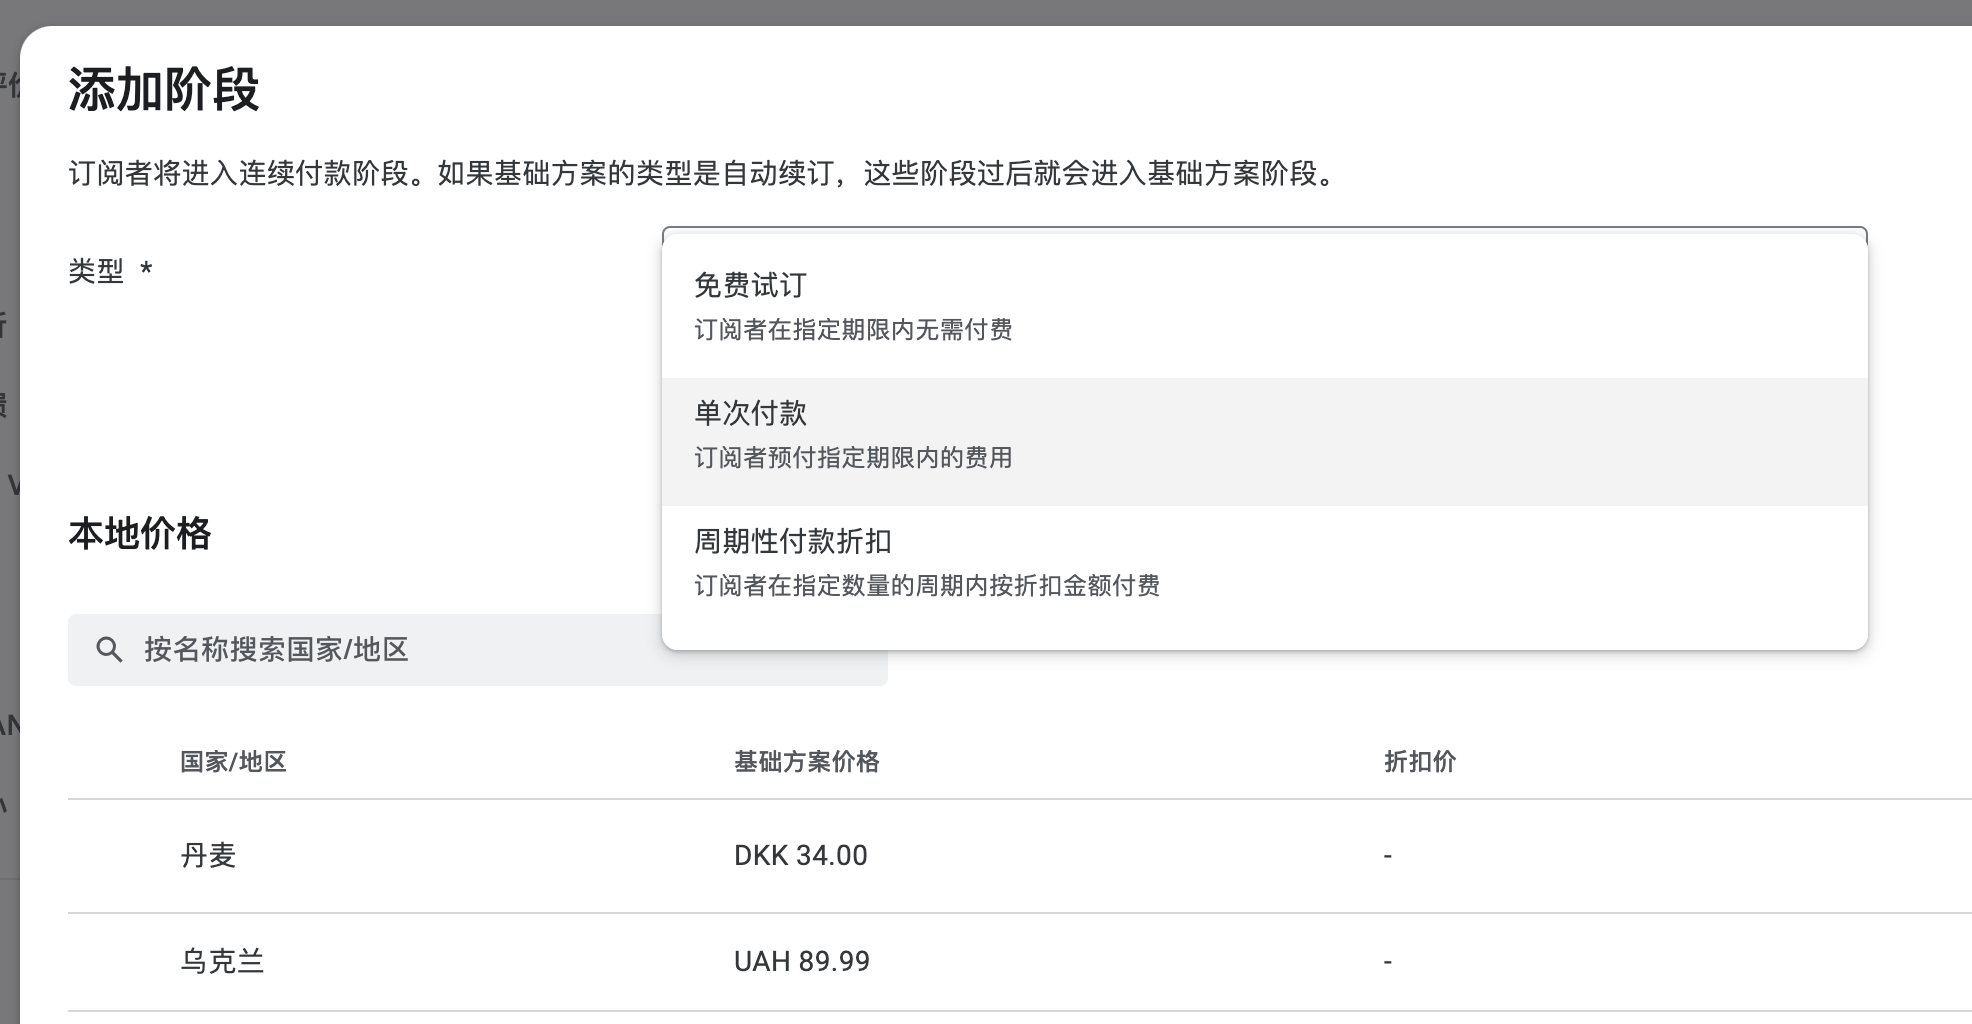 添加阶段
订阅者将进入连续付款阶段。如果基础方案的类型是自动续订，这些阶段过后就会进入基础方案阶段。
类型 *
免费试订
订阅者在指定期限内无需付费
单次付款
订阅者预付指定期限内的费用
周期性付款折扣
订阅者在指定数量的周期内按折扣金额付费
本地价格
按名称搜索国家/地区
国家/地区 基础方案价格 折扣价
丹麦 DKK 34.00 -
乌克兰 UAH 89.99 -